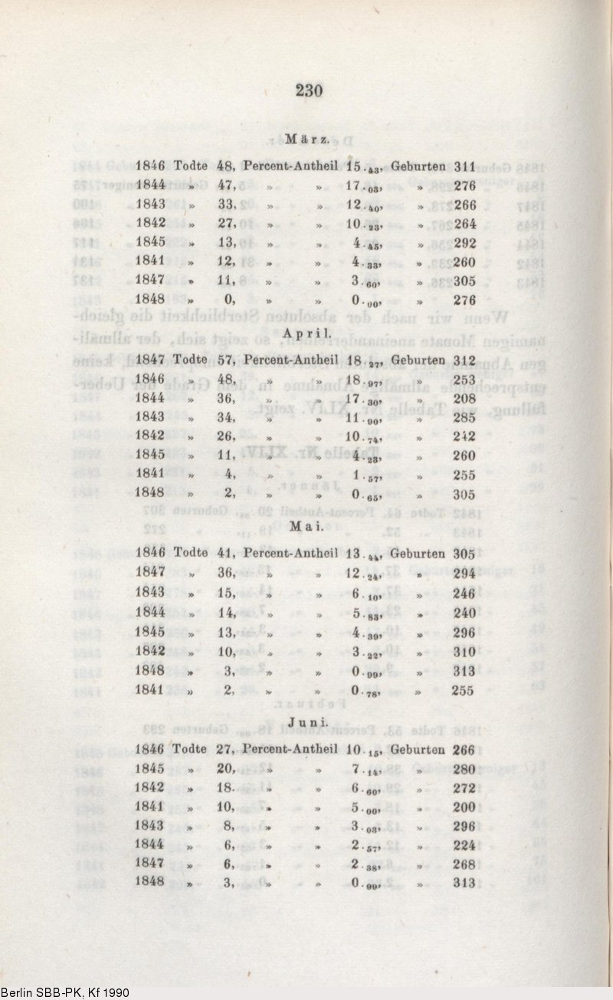 230
März.
1846 Todte 48, Percent-Antheil 15.43, Geburten 311
1844 » 47, » » 17.03, » 276
1843 » 33, » » 12.40, » 266
1842 » 27, » » 10.23, » 264
1845 » 13, » » 4.45, » 292
1841 » 12, » » 4.33, » 260
1847 » 11, » » 3.60, » 305
1848 » 0, » » 0.00, » 276
April.
1847 Todte 57, Percent-Antheil 18 27, Geburten 312
1846 » 48, » » 18.97, » 253
1844 » 36, » » 17.30, » 208
1843 » 34, » » 11.90, » 285
1842 » 26, » » 10.74, » 242
1845 » 11, » » 4.23, » 260
1841 » 4, » » 1.57, » 255
1848 » 2, » » 0.65, » 305
Mai.
1846 Todte 41, Percent-Antheil 13.44, Geburten 305
1847 » 36, » » 12.24, » 294
1843 » 15, » » 6.10, » 246
1844 » 14, » » 5.83, » 240
1845 » 13, » » 4.39, » 296
1842 » 10, » » 3.22, » 310
1848 » 3, » » 0.99, » 313
1841 » 2, » » 0.78, » 255
Juni.
1846 Todte 27, Percent-Antheil 10.15, Geburten 266
1845 » 20, » » 7.14, » 280
1842 » 18. » » 6.60, » 272
1841 » 10, » » 5.00, » 200
1843 » 8, » » 3.03, » 296
1844 » 6, » » 2.57, » 224
1847 » 6, » » 2.38, » 268
1848 » 3, » » 0.99, » 313
Berlin SBB-PK, Kf 1990